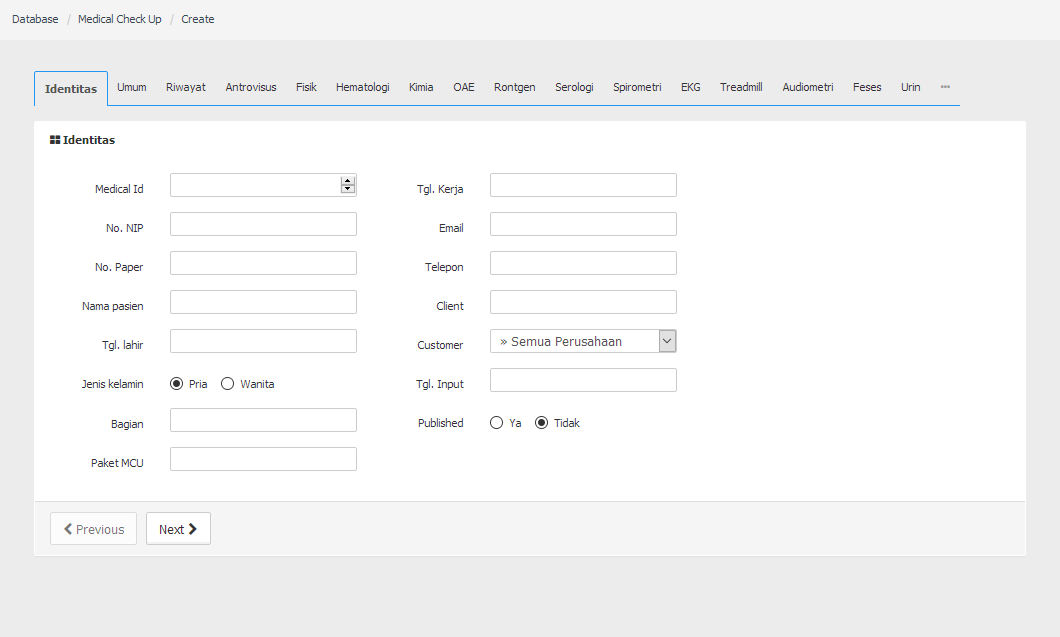 Database / Medical Check Up / Create
Identitas Umum Riwayat Antrovisus Fisik Hematologi Kimia OAE Rontgen Serologi Spirometri EKG Treadmill Audiometri Feses Urin ···
Identitas
Medical Id
Tgl. Kerja
No. NIP
Email
No. Paper
Telepon
Nama pasien
Client
Tgl. lahir
Customer » Semua Perusahaan
Jenis kelamin Pria Wanita
Tgl. Input
Bagian
Published Ya Tidak
Paket MCU
Previous Next